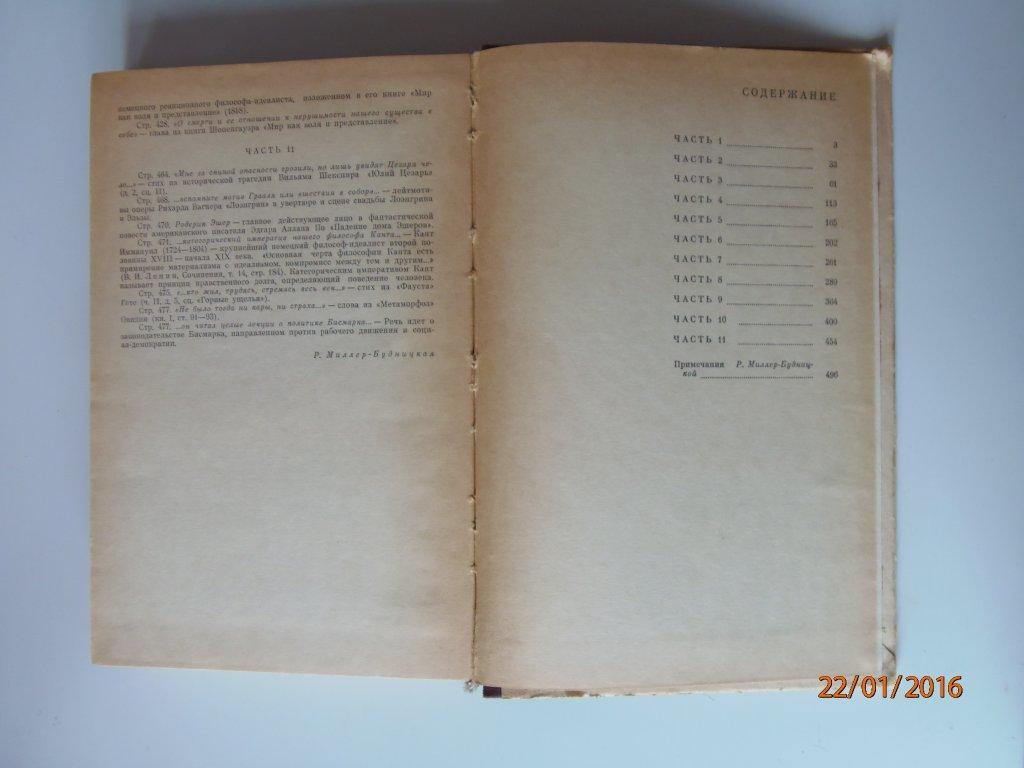 немецкого реакционного философа-идеалиста, изложенном в его книге «Мир
как воля и представление» (1818).
Стр. 428. «О смерти и ее отношении к нерушимости нашего существа в
себе» — глава из книги Шопенгауэра «Мир как воля и представление».
ЧАСТЬ 11
Стр. 464. «Мне за спиной опасности грозили, но лишь увидят Цезаря че-
ло...» — стих из исторической трагедии Вильяма Шекспира «Юлий Цезарь»
(д. 2, сц. II).
Стр. 468. ...вспомните мотив Грааля или шествия в собор... — лейтмоти-
вы оперы Рихарда Вагнера «Лоэнгрин» в увертюре и сцене свадьбы Лоэнгрина
и Эльзы.
Стр. 470. Родерик Эшер — главное действующее лицо в фантастической
повести американского писателя Эдгара Аллана По «Падение дома Эшеров».
Стр. 471. ...категорический императив нашего философа Канта... — Кант
Иммануил (1724—1804) — крупнейший немецкий философ-идеалист второй по-
ловины XVIII — начала XIX века. «Основная черта философии Канта есть
примирение материализма с идеализмом, компромисс между тем и другим...»
(В. И. Ленин, Сочинения, т. 14, стр. 184). Категорическим императивом Кант
называет принцип нравственного долга, определяющий поведение человека.
Стр. 475. «...кто жил, трудясь, стремясь весь век...» — стих из «Фауста»
Гете (ч. II, д. 5, сц. «Горные ущелья»).
Стр. 477. «Не было тогда ни кары, ни страха...» — слова из «Метаморфоз»
Овидия (кн. I, ст. 91—93).
Стр. 477. ...он читал целые лекции о политике Бисмарка... — Речь идет о
законодательстве Бисмарка, направленном против рабочего движения и социа-
ал-демократии.
Р. Миллер-Будницкая
СОДЕРЖАНИЕ
ЧАСТЬ 1 3
ЧАСТЬ 2 33
ЧАСТЬ 3 61
ЧАСТЬ 4 113
ЧАСТЬ 5 165
ЧАСТЬ 6 202
ЧАСТЬ 7 261
ЧАСТЬ 8 289
ЧАСТЬ 9 364
ЧАСТЬ 10 400
ЧАСТЬ 11 454
Примечания Р. Миллер-Будниц-
кой 496
22/01/2016